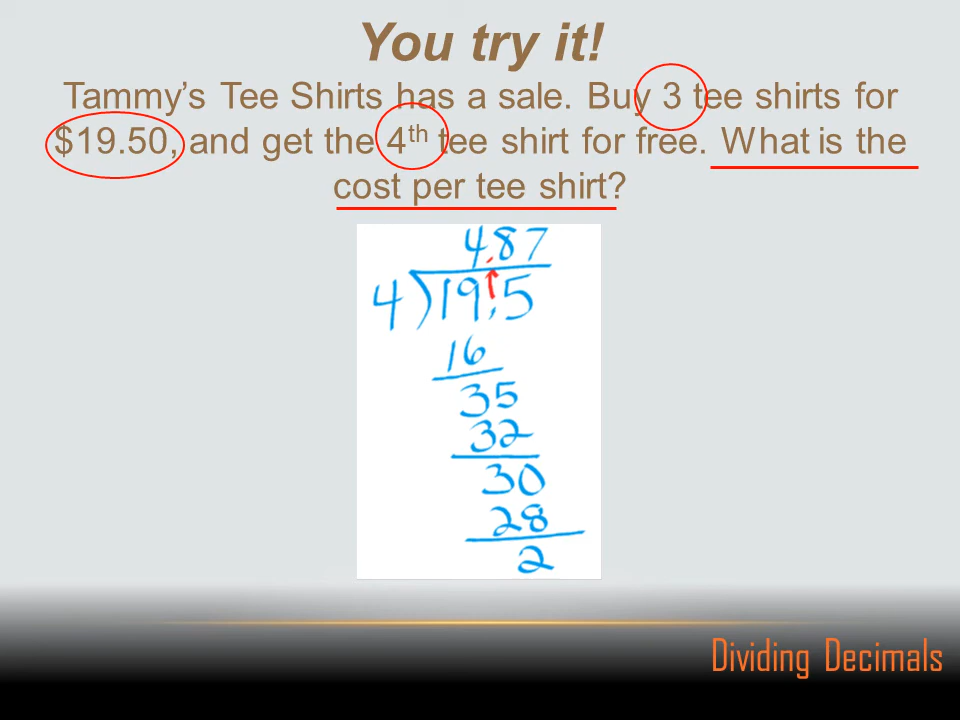 You try it!
Tammy’s Tee Shirts has a sale. Buy 3 tee shirts for
$19.50, and get the 4th tee shirt for free. What is the
cost per tee shirt?
4.87
4)19.5
16
35
32
30
28
2
Dividing Decimals